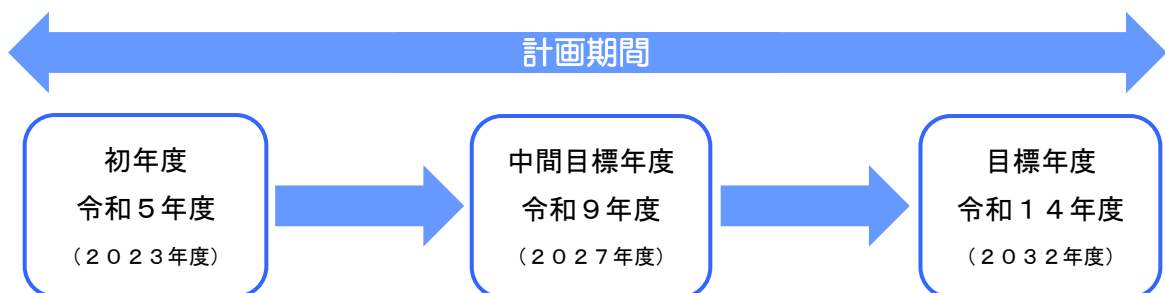 計画期間
初年度
令和５年度
（２０２３年度）
中間目標年度
令和９年度
（２０２７年度）
目標年度
令和１４年度
（２０３２年度）